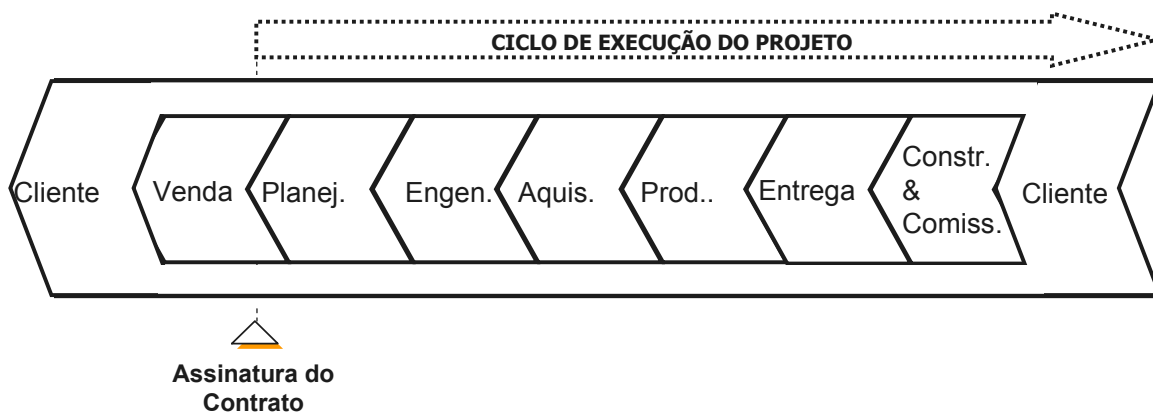 CICLO DE EXECUÇÃO DO PROJETO
Cliente
Venda
Planej.
Engen.
Aquis.
Prod..
Entrega
Constr.
&
Comiss.
Cliente
Assinatura do
Contrato